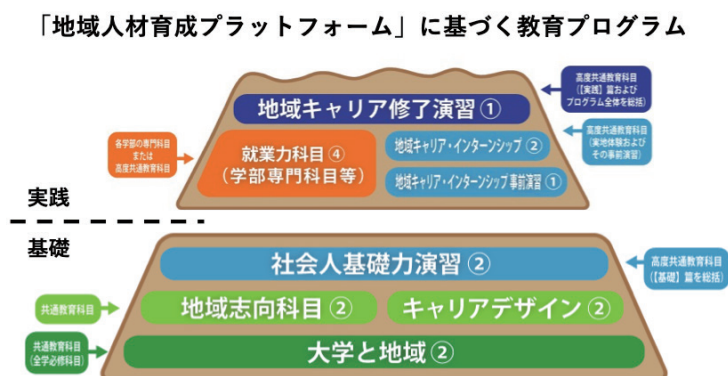 「地域人材育成プラットフォーム」に基づく教育プログラム
高度共通教育科目
(【実践】篇および
プログラム全体を総括)
地域キャリア修了演習①
各学部の専門科目
または
高度共通教育科目
就業力科目④
(学部専門科目等)
地域キャリア・インターンシップ②
地域キャリア・インターンシップ事前演習①
高度共通教育科目
(実地体験および
その事前演習)
実践
基礎
社会人基礎力演習②
高度共通教育科目
(【基礎】篇を総括)
共通教育科目
地域志向科目②
キャリアデザイン②
共通教育科目
(全学必修科目)
大学と地域②